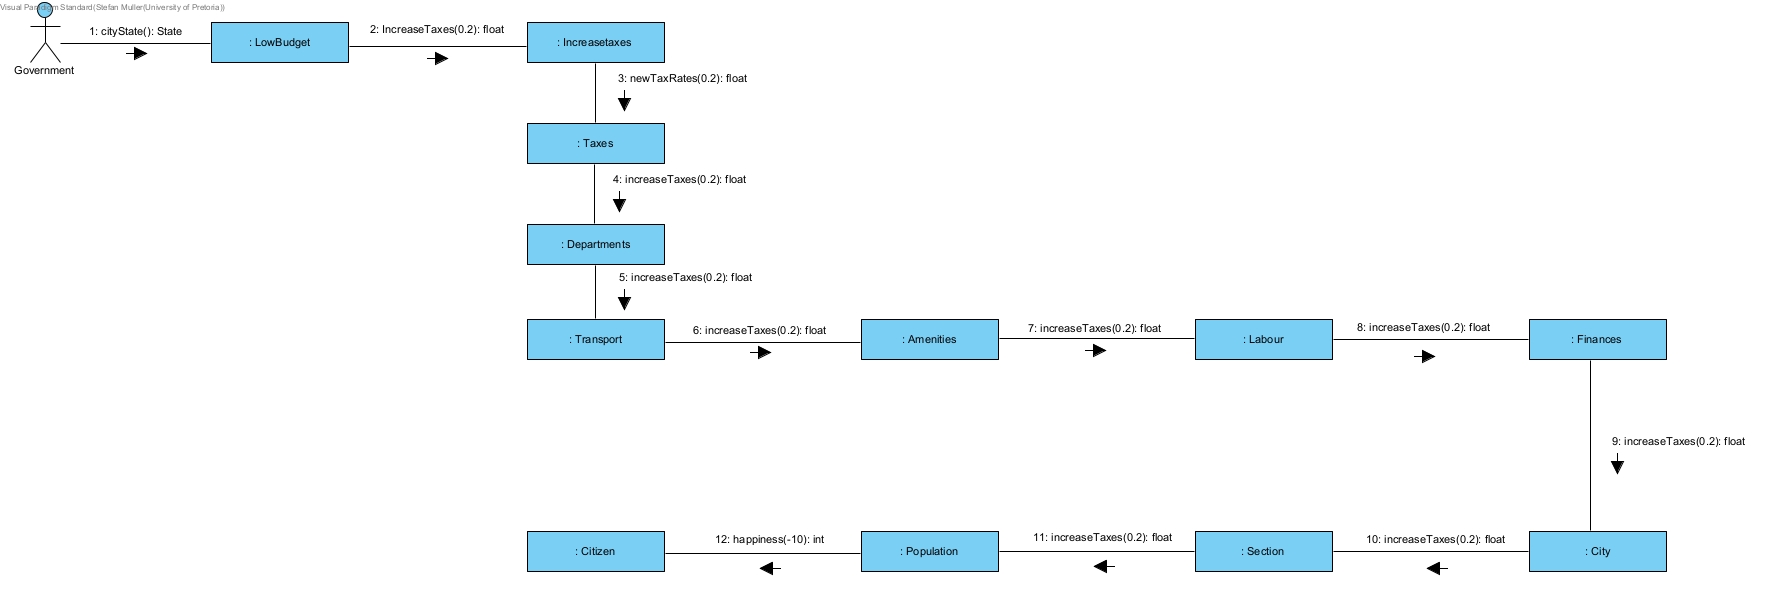 Visual Paradigm Standard(Stefan Muller(University of Pretoria))
1: cityState(): State
: LowBudget
2: IncreaseTaxes(0.2): float
: Increasetaxes
Government
3: newTaxRates(0.2): float
: Taxes
4: increaseTaxes(0.2): float
: Departments
5: increaseTaxes(0.2): float
: Transport
6: increaseTaxes(0.2): float
: Amenities
7: increaseTaxes(0.2): float
: Labour
8: increaseTaxes(0.2): float
: Finances
9: increaseTaxes(0.2): float
: Citizen
12: happiness(-10): int
: Population
11: increaseTaxes(0.2): float
: Section
10: increaseTaxes(0.2): float
: City